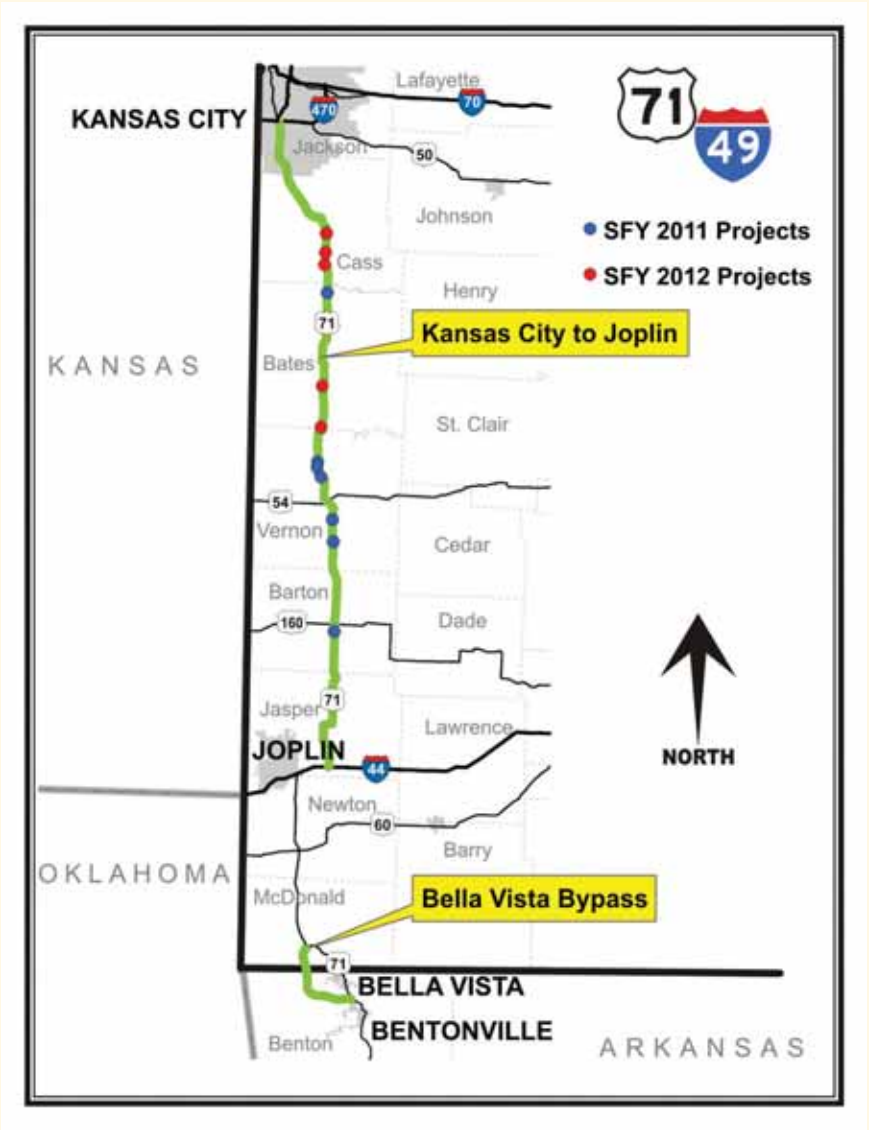 Lafayette
71
470
70
49
KANSAS CITY
Jackson
50
Johnson
SFY 2011 Projects
Cass
SFY 2012 Projects
Henry
71
Kansas City to Joplin
KANSAS
Bates
St. Clair
54
Vernon
Cedar
Barton
160
Dade
71
Jasper
Lawrence
JOPLIN
NORTH
44
Newton
60
Barry
OKLAHOMA
McDonald
Bella Vista Bypass
71
BELLA VISTA
BENTONVILLE
Benton
ARKANSAS